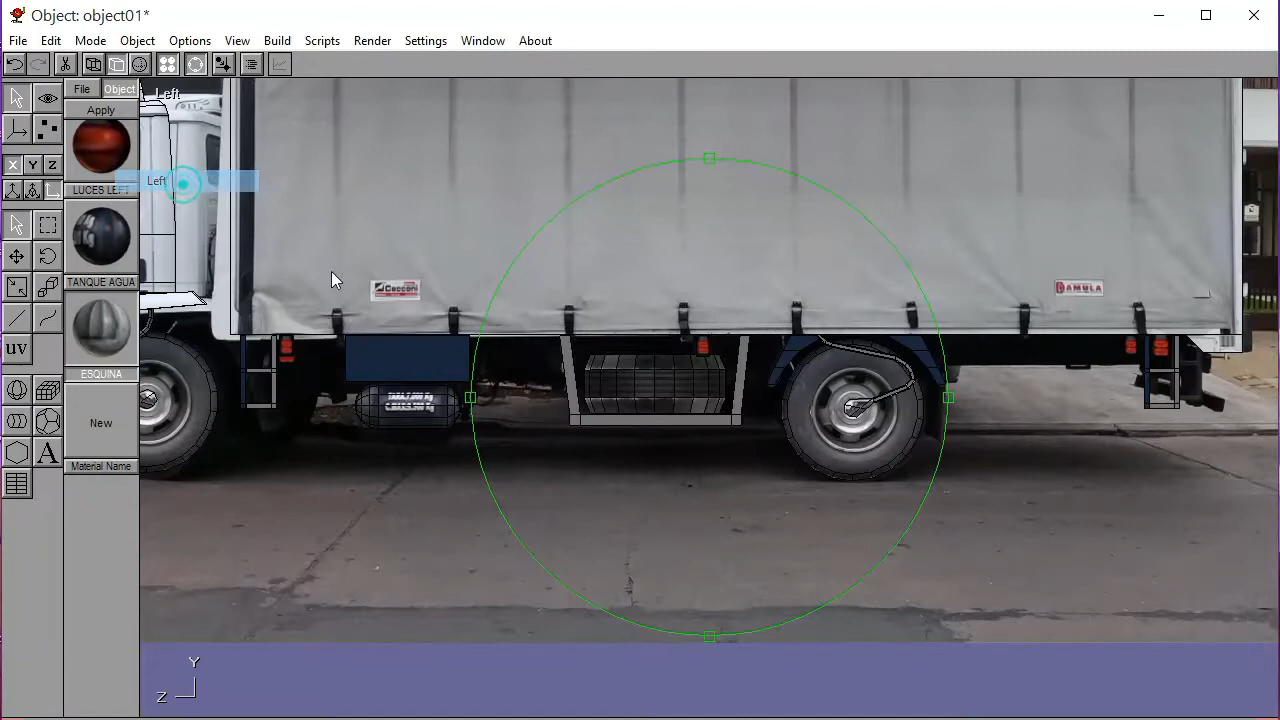 Object: object01*
File Edit Mode Object Options View Build Scripts Render Settings Window About
File Object
Apply
Left
X Y Z
Left
LUCES LEFT
TANQUE AGUA
UV
ESQUINA
New
A
Material Name
Cecconi
DAMULA
Y
Z